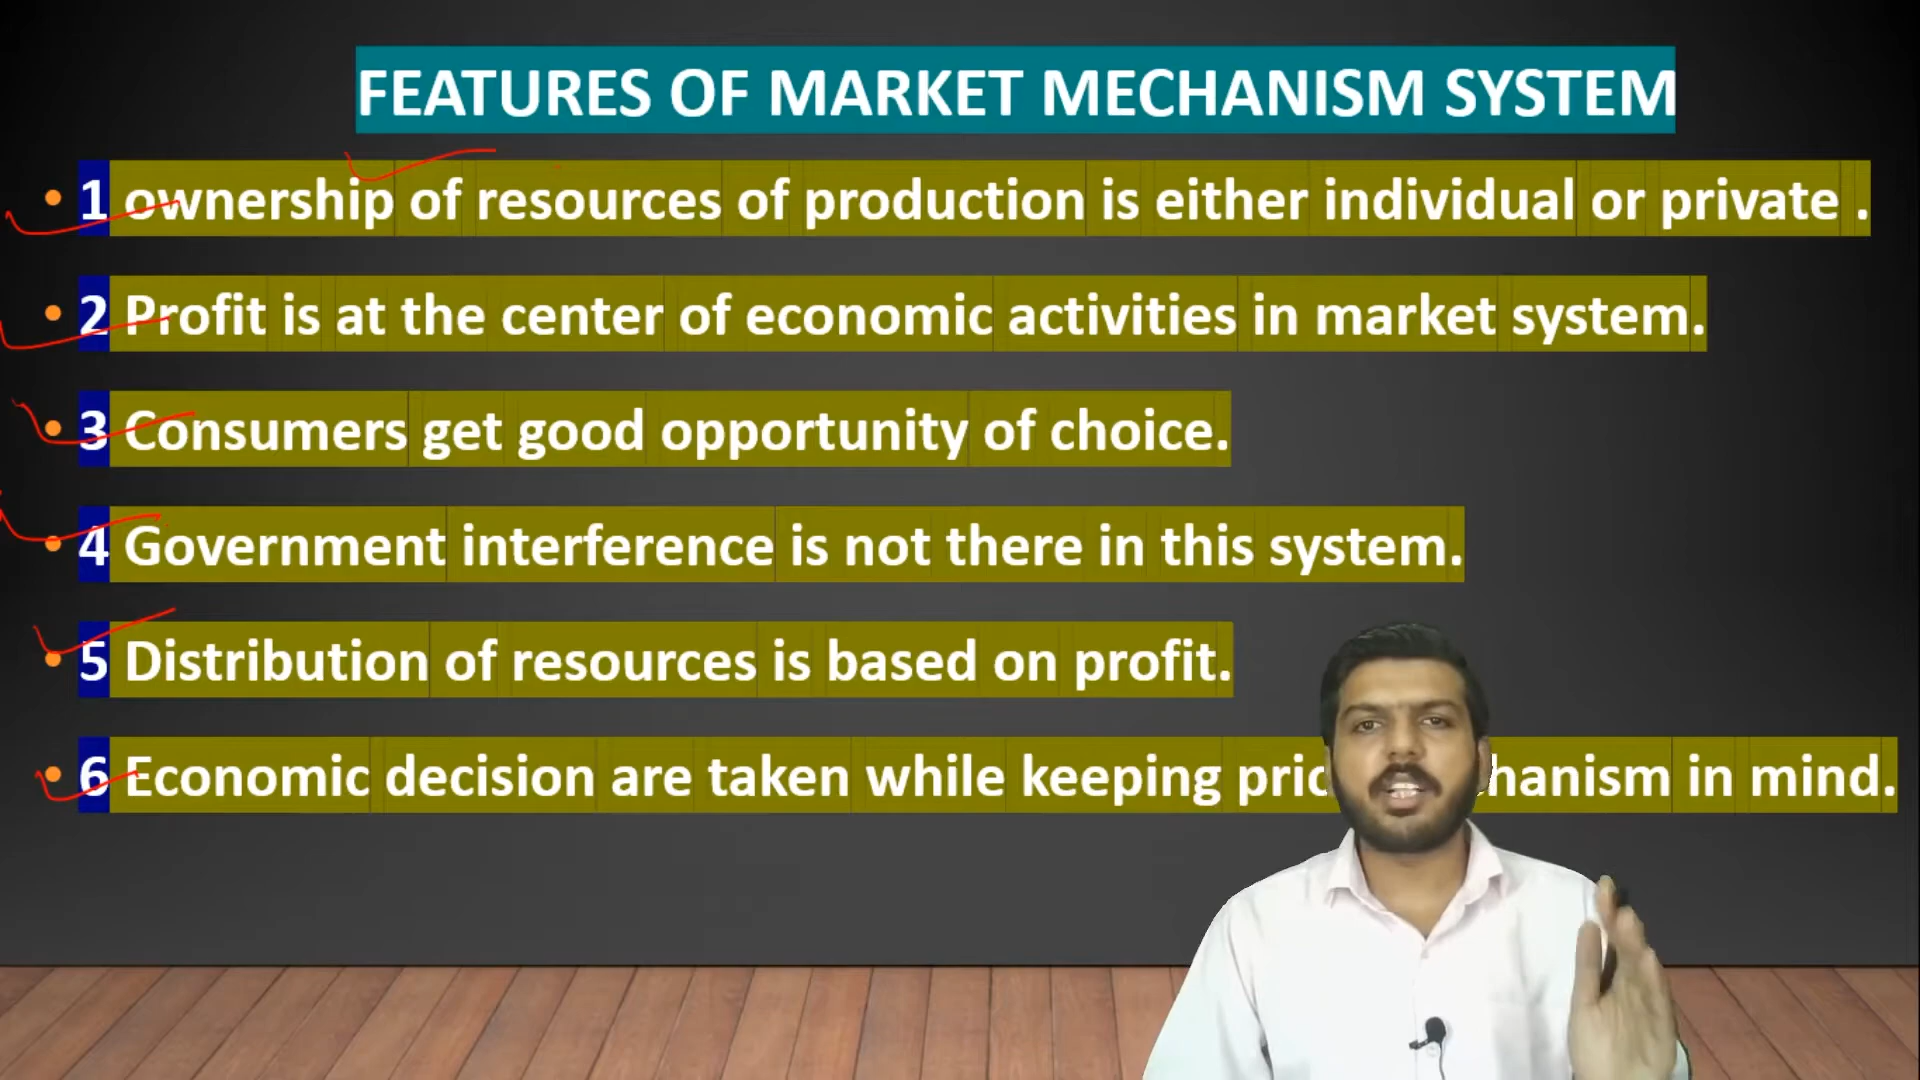 FEATURES OF MARKET MECHANISM SYSTEM
• 1 ownership of resources of production is either individual or private .
• 2 Profit is at the center of economic activities in market system.
• 3 Consumers get good opportunity of choice.
• 4 Government interference is not there in this system.
• 5 Distribution of resources is based on profit.
• 6 Economic decision are taken while keeping in mind.